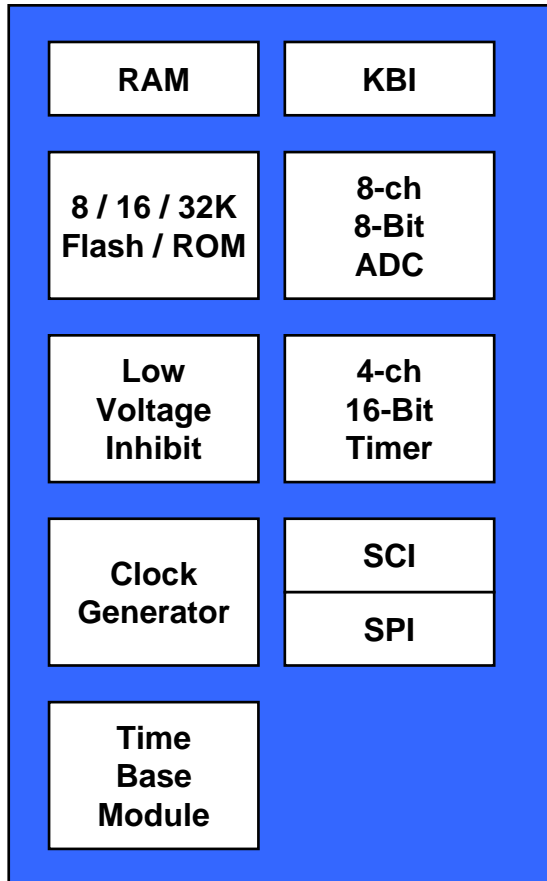 RAM
KBI
8 / 16 / 32K
Flash / ROM
8-ch
8-Bit
ADC
Low
Voltage
Inhibit
4-ch
16-Bit
Timer
Clock
Generator
SCI
SPI
Time
Base
Module